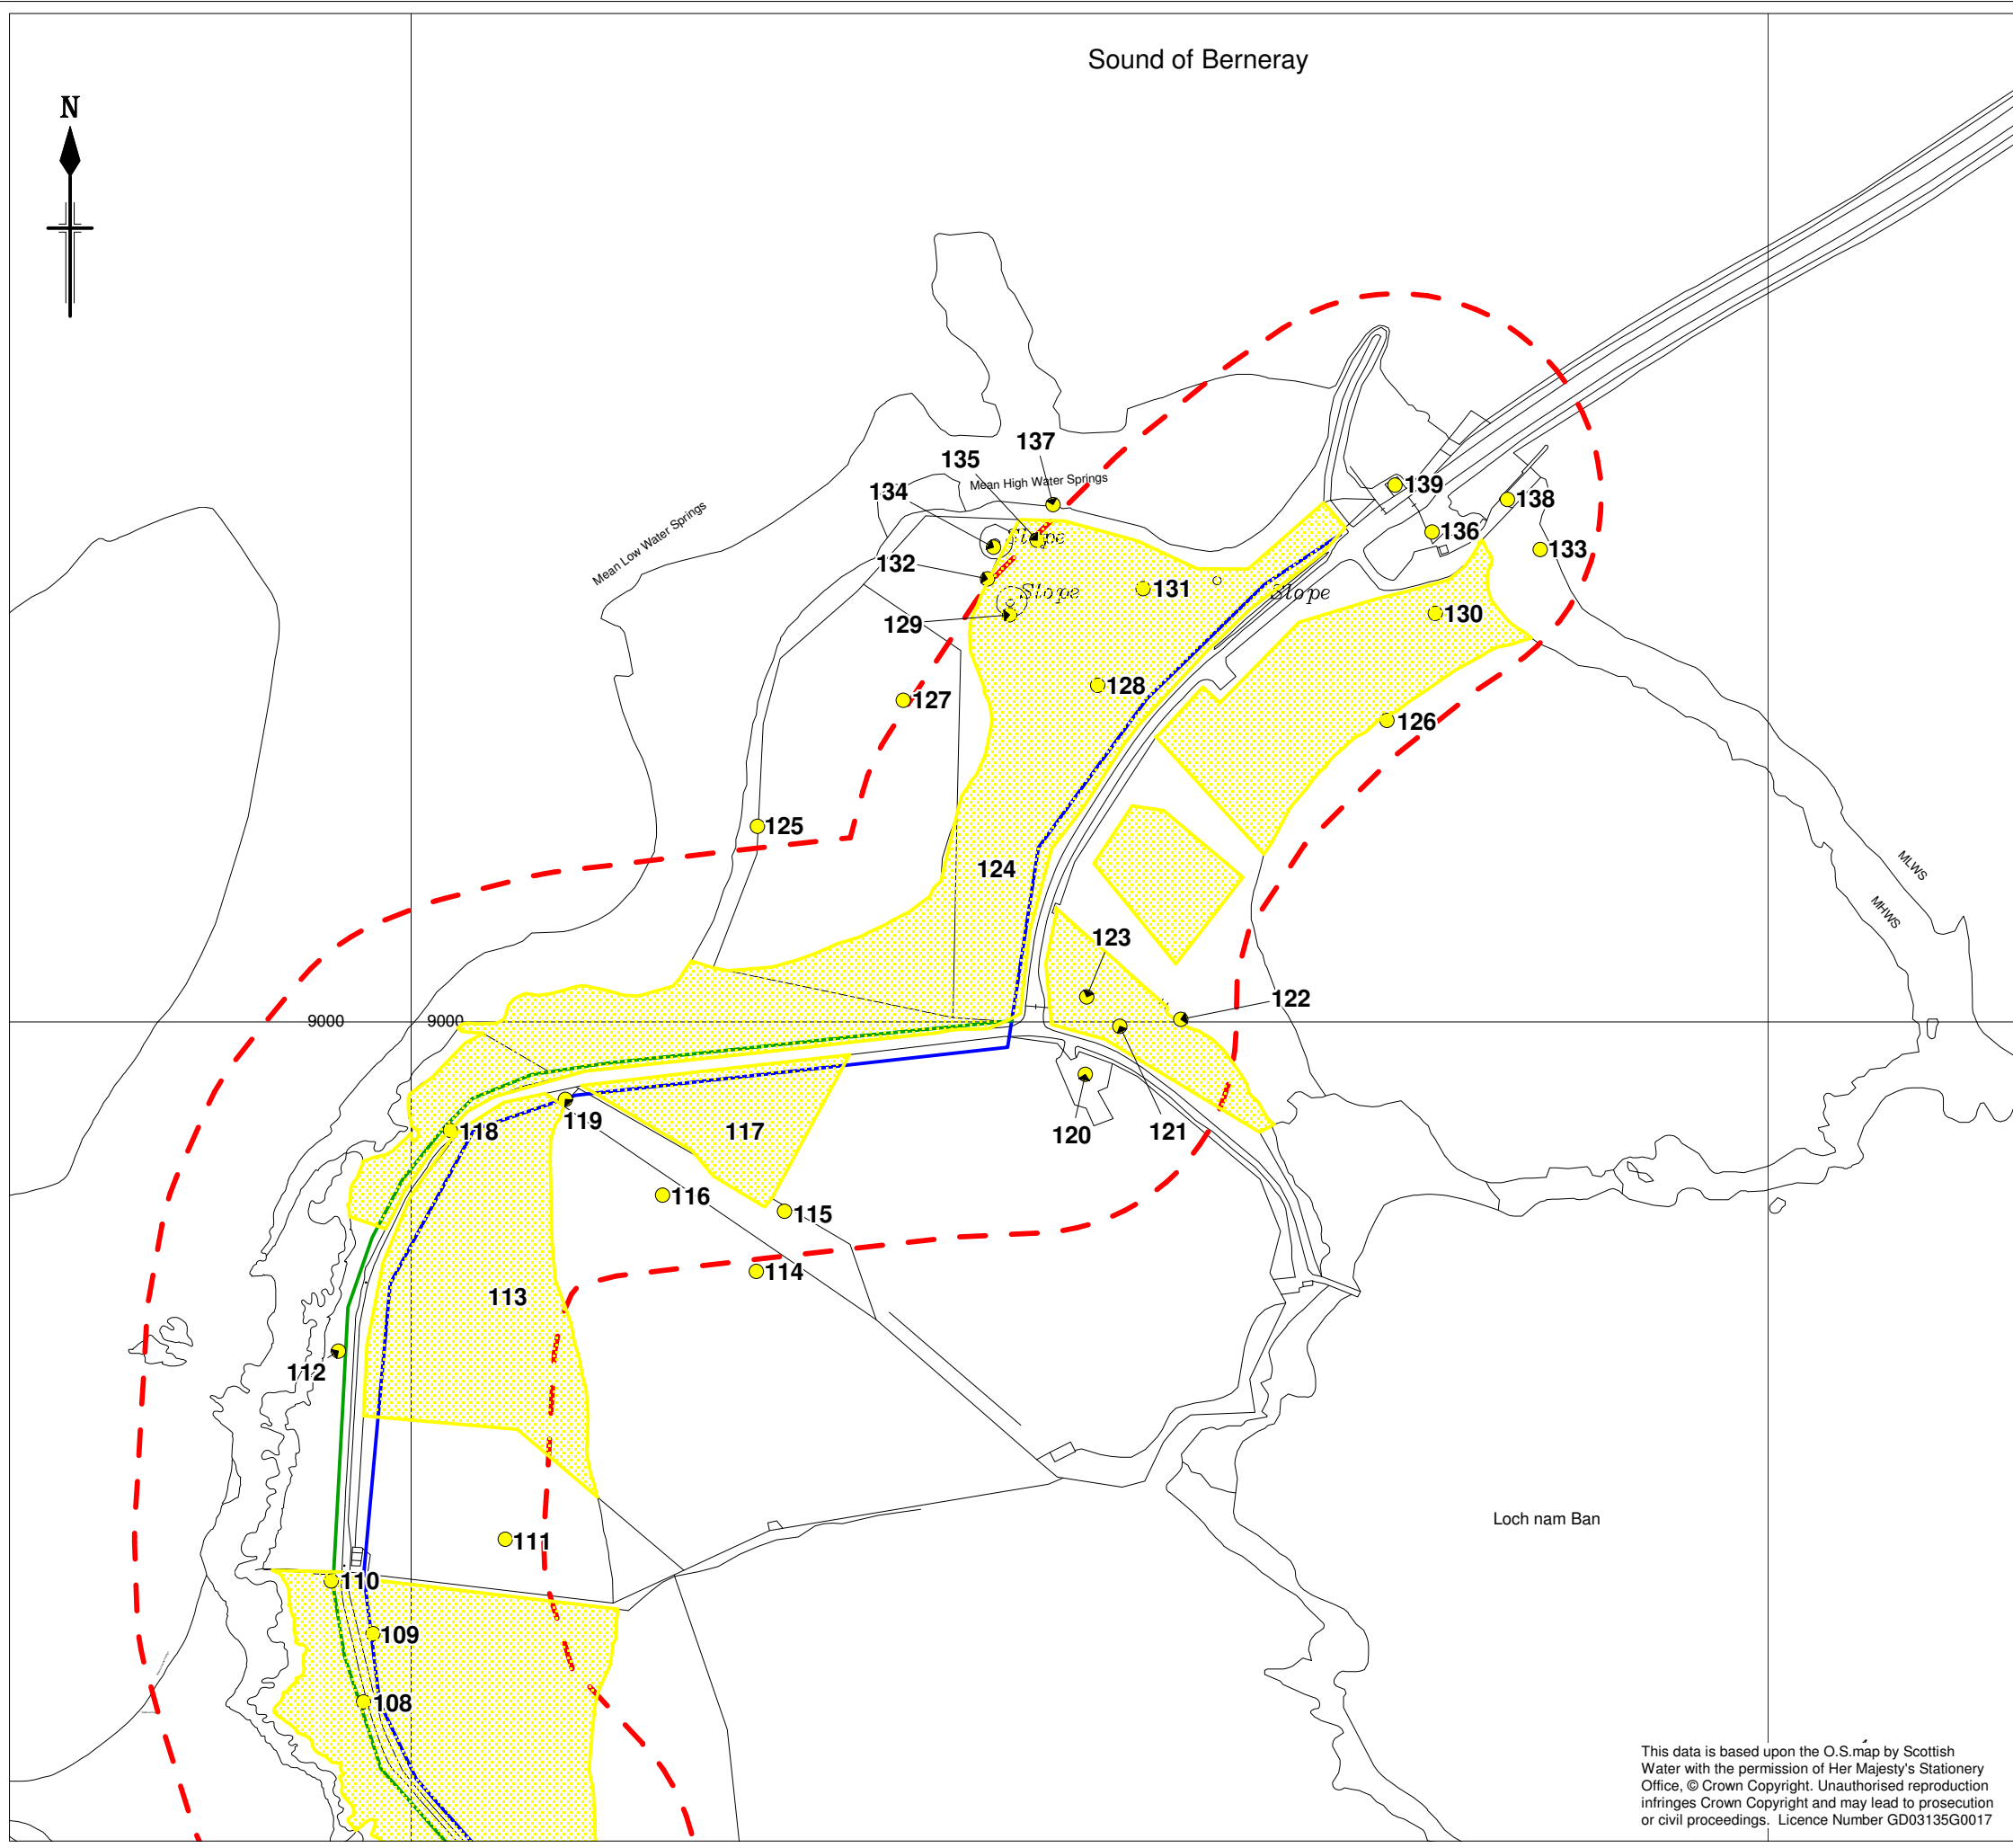 Sound of Berneray
N
137
135
Mean High Water Springs
139
134
138
Mean Low Water Springs
136
Slope
133
132
131
Slope
Slope
130
129
128
127
126
125
124
MLWS
MHWS
123
122
9000
9000
120
121
119
118
117
116
115
114
113
112
Loch nam Ban
111
110
109
108
This data is based upon the O.S.map by Scottish
Water with the permission of Her Majesty's Stationery
Office, © Crown Copyright. Unauthorised reproduction
infringes Crown Copyright and may lead to prosecution
or civil proceedings. Licence Number GD03135G0017